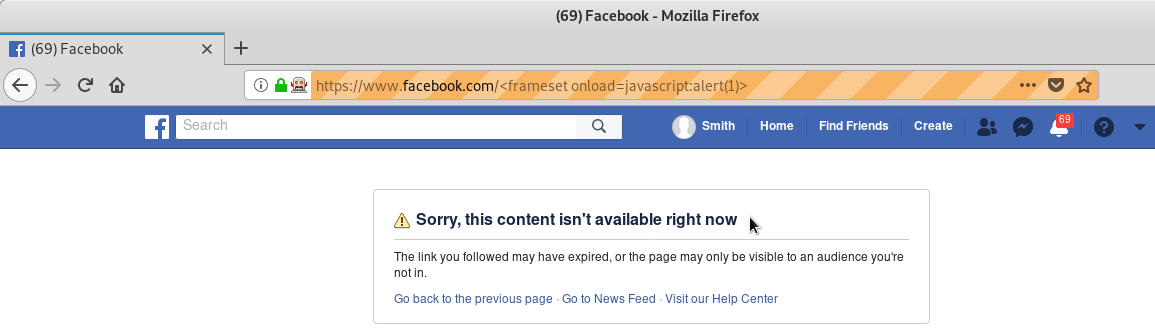 (69) Facebook - Mozilla Firefox
(69) Facebook
https://www.facebook.com/<frameset onload=javascript:alert(1)>
Search
Smith Home Find Friends Create 69
Sorry, this content isn't available right now
The link you followed may have expired, or the page may only be visible to an audience you're
not in.
Go back to the previous page · Go to News Feed · Visit our Help Center